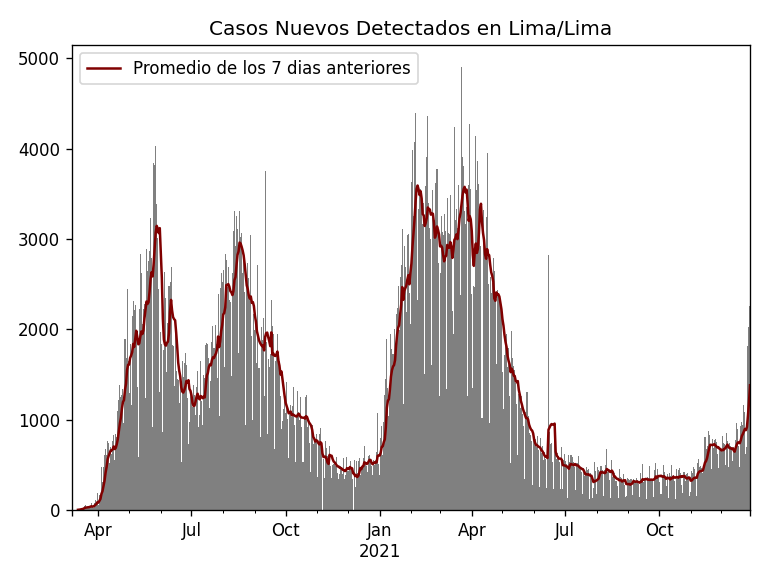 Casos Nuevos Detectados en Lima/Lima
Promedio de los 7 dias anteriores
5000
4000
3000
2000
1000
0
Apr Jul Oct Jan Apr Jul Oct
2021